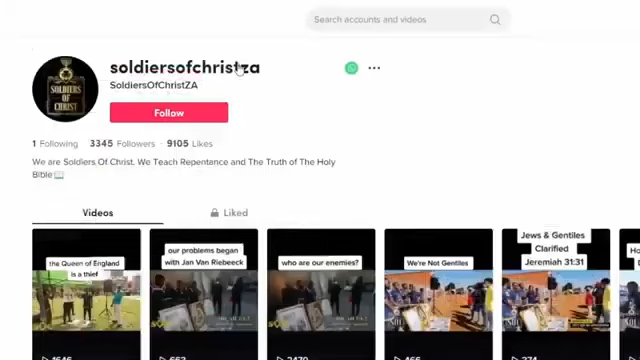 Search accounts and videos
SOLDIERS
OF
CHRIST
soldiersofchristza
SoldiersOfChristZA
Follow
1 Following 3345 Followers 9105 Likes
We are Soldiers Of Christ. We Teach Repentance and The Truth of The Holy
Bible
Videos
Liked
the Queen of England
is a thief
our problems began
with Jan Van Riebeeck
who are our enemies?
We're Not Gentiles
Jews & Gentiles
Clarified
Jeremiah 31:31